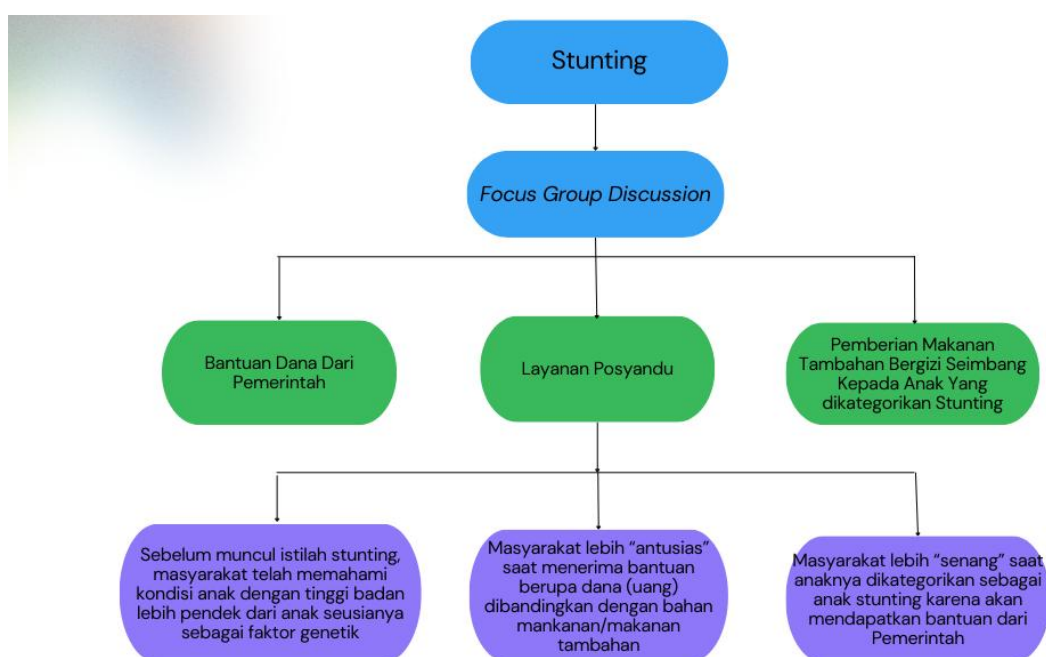 Stunting
Focus Group Discussion
Bantuan Dana Dari
Pemerintah
Layanan Posyandu
Pemberian Makanan
Tambahan Bergizi Seimbang
Kepada Anak Yang
dikategorikan Stunting
Sebelum muncul istilah stunting,
masyarakat telah memahami
kondisi anak dengan tinggi badan
lebih pendek dari anak seusianya
sebagai faktor genetik
Masyarakat lebih “antusias”
saat menerima bantuan
berupa dana (uang)
dibandingkan dengan bahan
mankanan/makanan
tambahan
Masyarakat lebih “senang” saat
anaknya dikategorikan sebagai
anak stunting karena akan
mendapatkan bantuan dari
Pemerintah